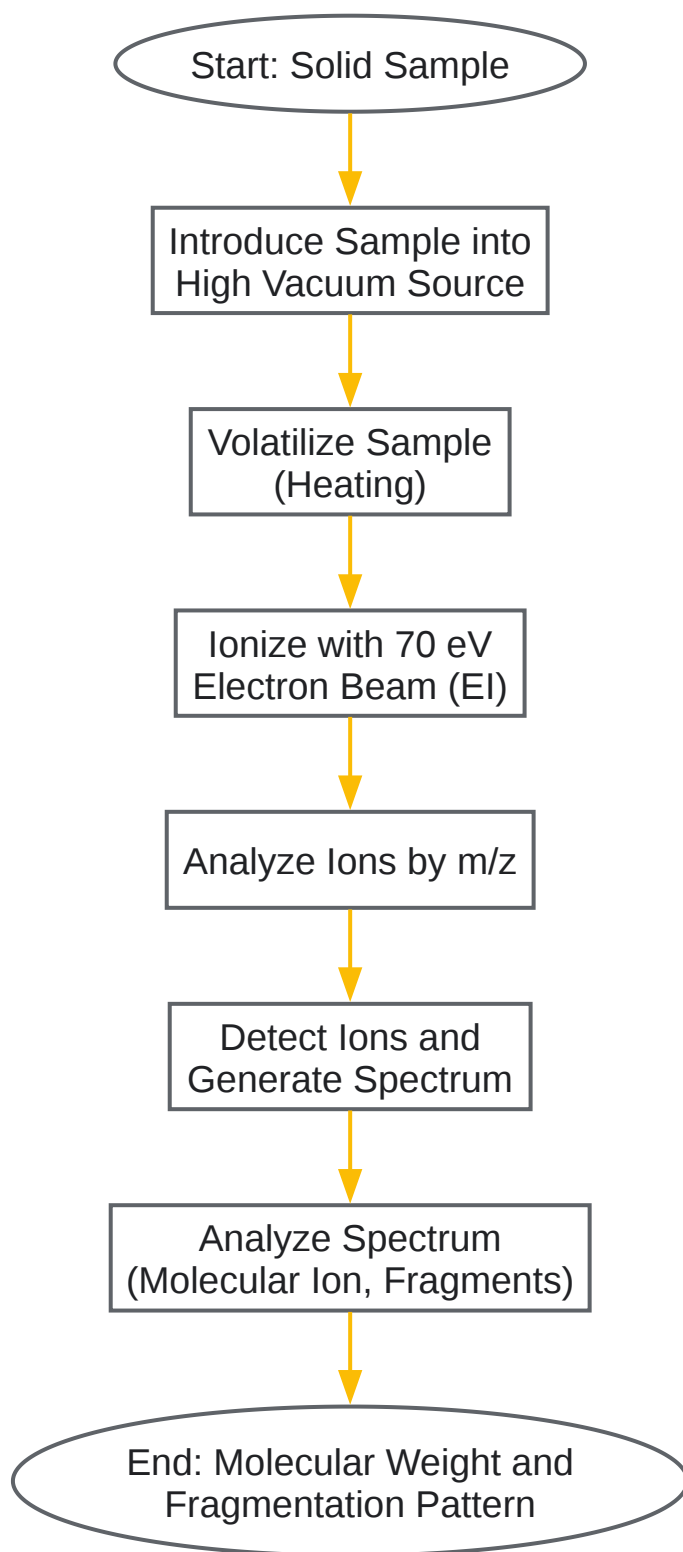 Start: Solid Sample
Introduce Sample into
High Vacuum Source
Volatilize Sample
(Heating)
Ionize with 70 eV
Electron Beam (EI)
Analyze Ions by m/z
Detect Ions and
Generate Spectrum
Analyze Spectrum
(Molecular Ion, Fragments)
End: Molecular Weight and
Fragmentation Pattern